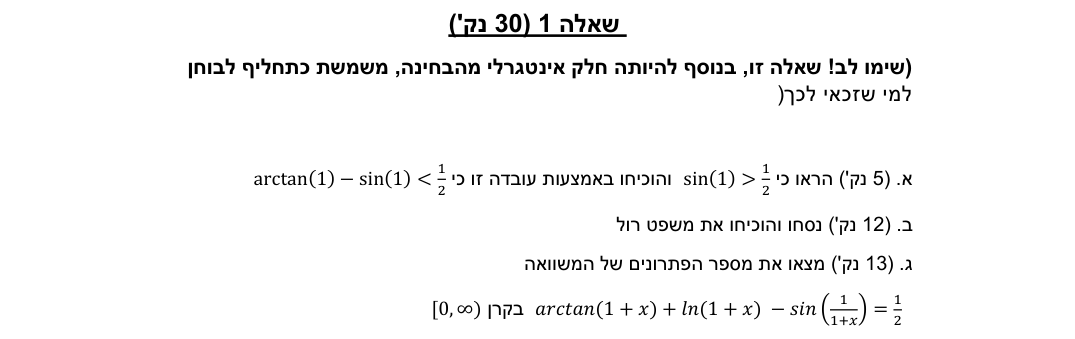 שאלה 1 (30 נק')
(שימו לב! שאלה זו, בנוסף להיותה חלק אינטגרלי מהבחינה, משמשת כתחליף לבוחן
למי שזכאי לכך(
א. (5 נק') הראו כי sin(1) > 1/2 והוכיחו באמצעות עובדה זו כי arctan(1) − sin(1) < 1/2
ב. (12 נק') נסחו והוכיחו את משפט רול
ג. (13 נק') מצאו את מספר הפתרונים של המשוואה
arctan(1 + x) + ln(1 + x) − sin(1/(1+x)) = 1/2 בקרן [0, ∞)